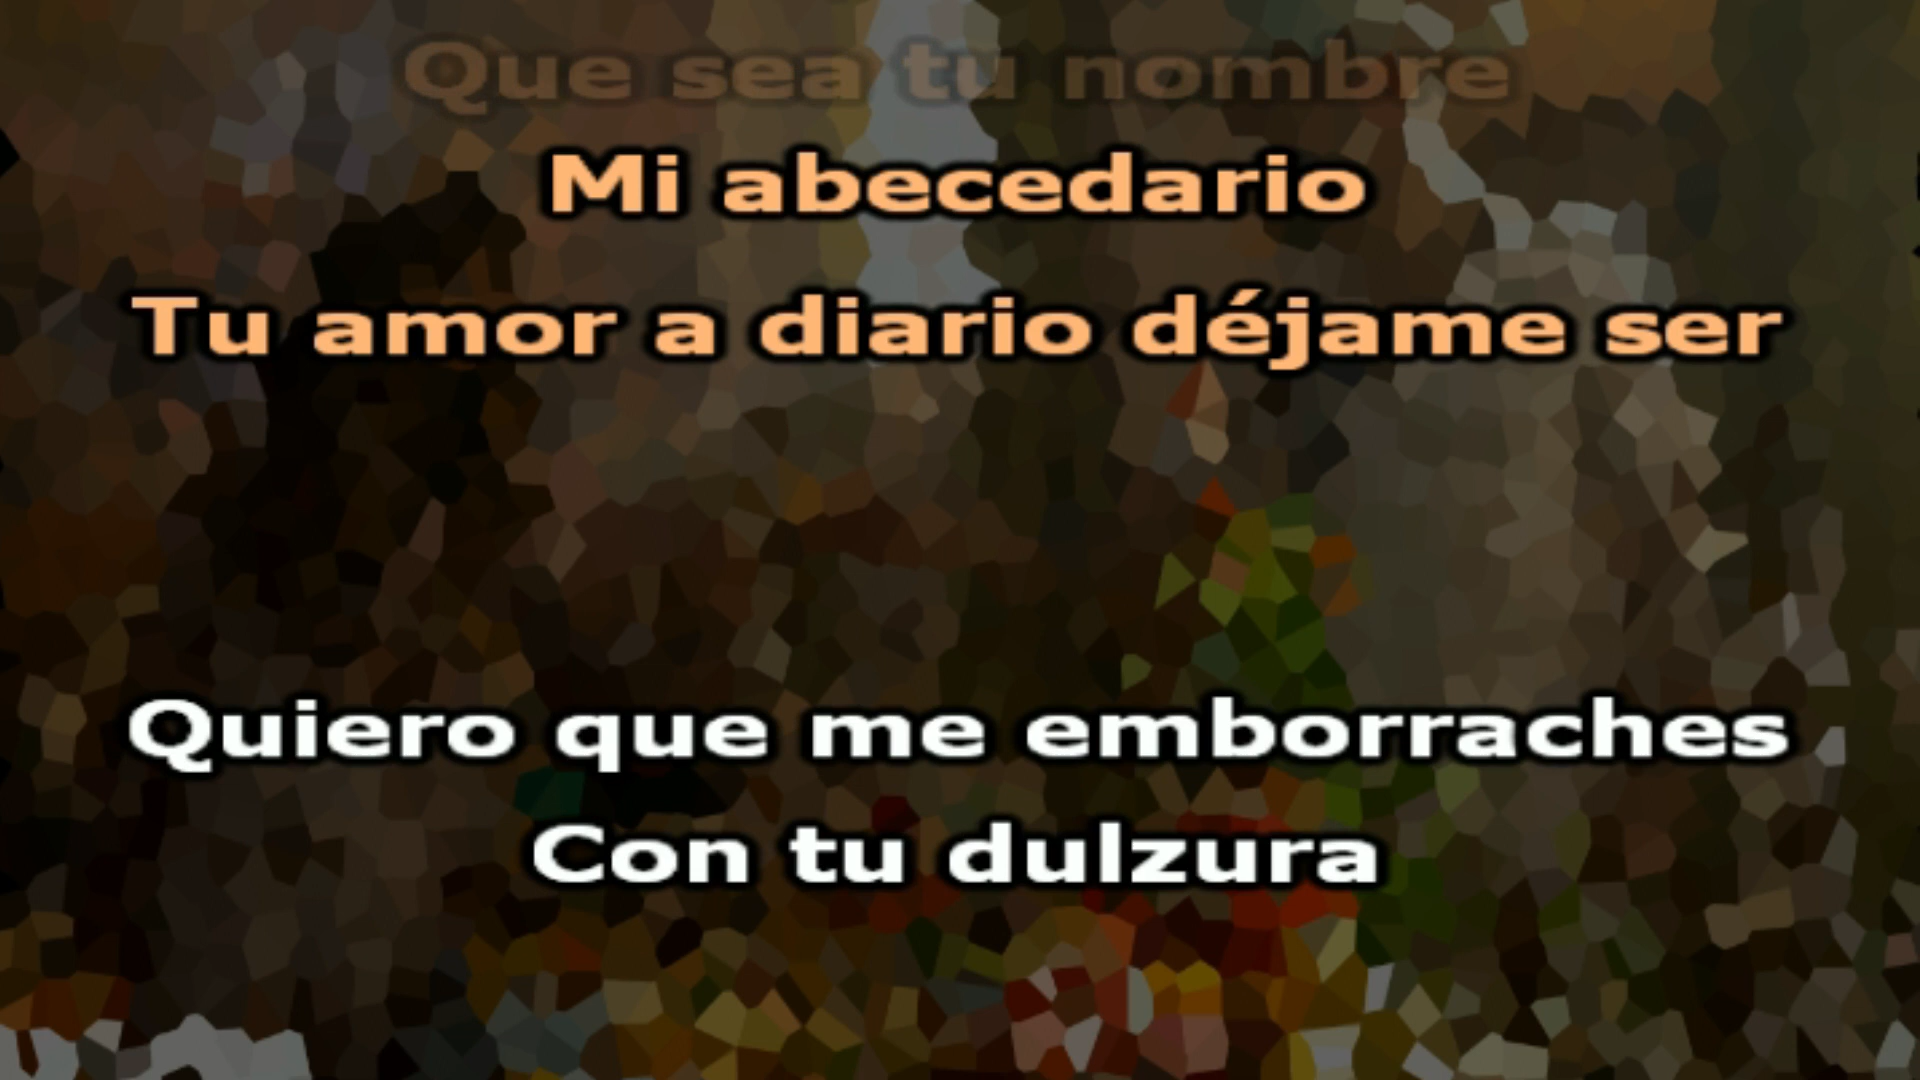 Que sea tu nombre
Mi abecedario
Tu amor a diario déjame ser
Quiero que me emborraches
Con tu dulzura